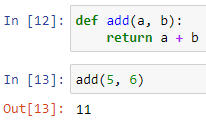 In [12]: def add(a, b):
    return a + b
In [13]: add(5, 6)
Out[13]: 11